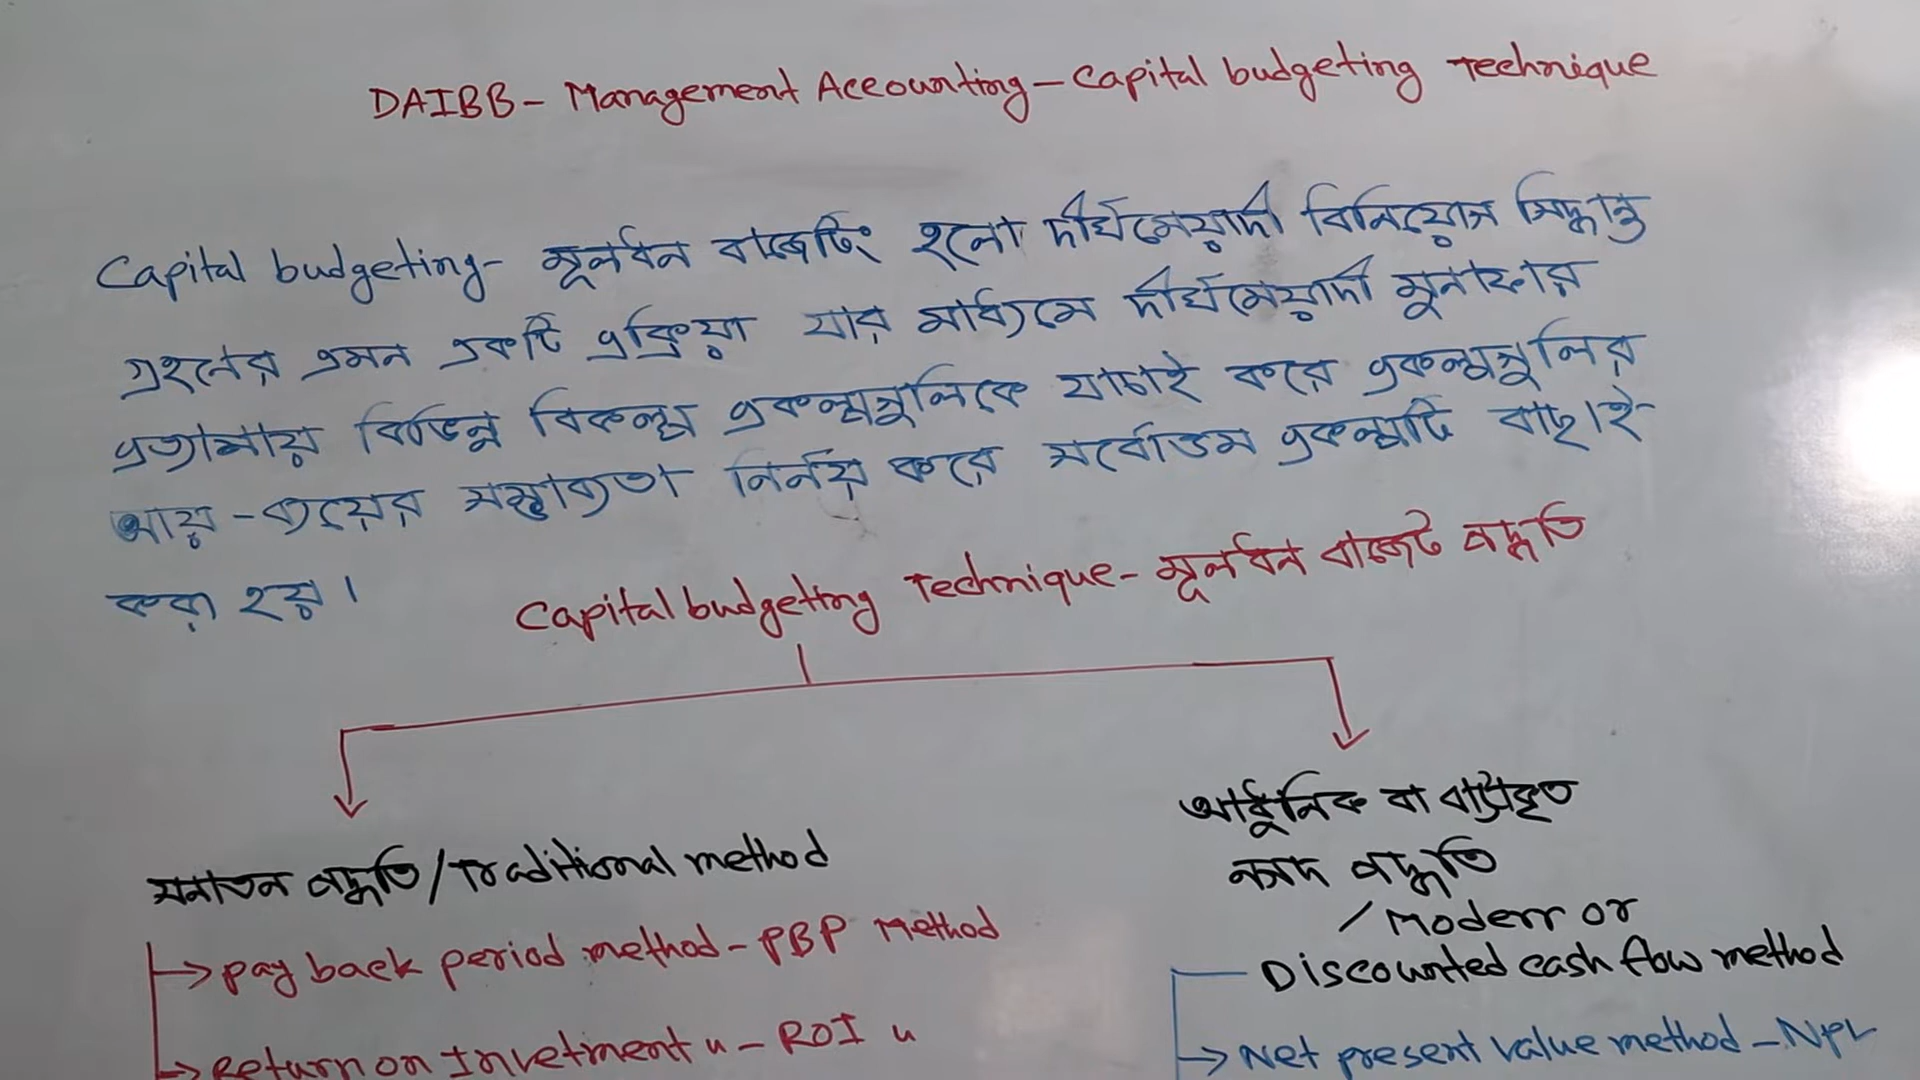 DAIBB - Management Accounting - Capital budgeting Technique
Capital budgeting - মূলধন বাজেটিং হলো দীর্ঘমেয়াদী বিনিয়োগ সিদ্ধান্ত
গ্রহনের এমন একটি প্রক্রিয়া যার মাধ্যমে দীর্ঘমেয়াদী মুনাফার
প্রত্যাশায় বিভিন্ন বিকল্প প্রকল্পগুলিকে যাচাই করে প্রকল্পগুলির
আয়-ব্যয়ের সম্ভাব্যতা নির্নয় করে সর্বোত্তম প্রকল্পটি বাছাই
করা হয়।
Capital budgeting Technique - মূলধন বাজেট পদ্ধতি
সনাতন পদ্ধতি / Traditional method
pay back period method - PBP Method
Return on Invetment " - ROI "
আধুনিক বা বাট্টাকৃত
নগদ পদ্ধতি
/ Modern or
Discounted cash flow method
Net present value method - NPV